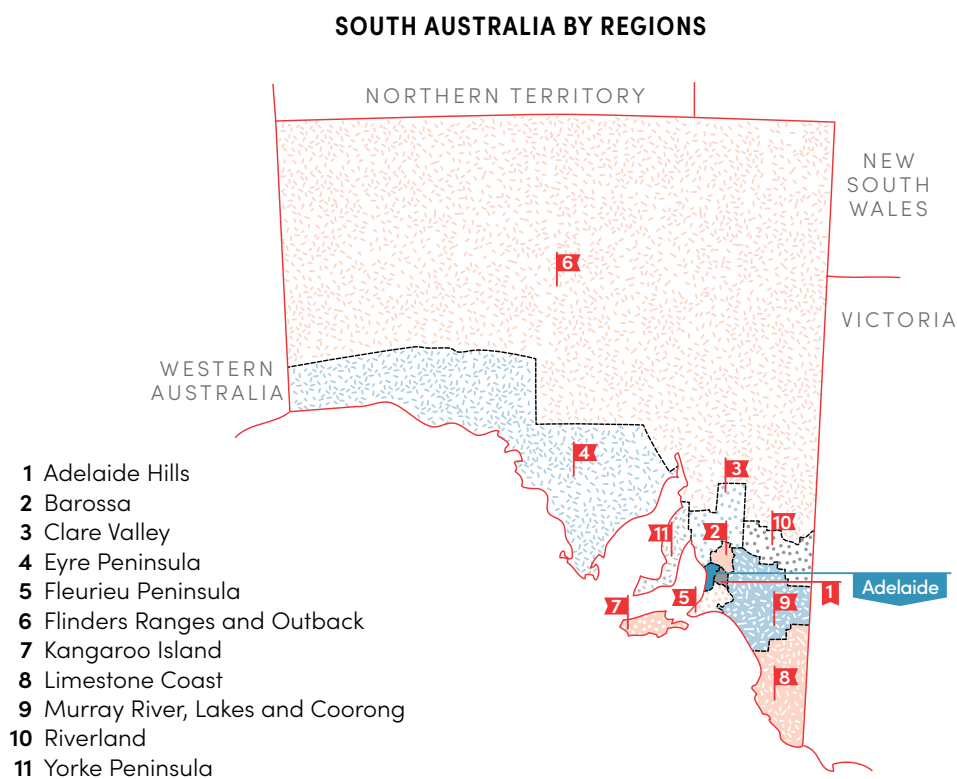 SOUTH AUSTRALIA BY REGIONS
NORTHERN TERRITORY
NEW
SOUTH
WALES
6
VICTORIA
WESTERN
AUSTRALIA
4
3
10
11
2
Adelaide
1
5
9
7
8
1 Adelaide Hills
2 Barossa
3 Clare Valley
4 Eyre Peninsula
5 Fleurieu Peninsula
6 Flinders Ranges and Outback
7 Kangaroo Island
8 Limestone Coast
9 Murray River, Lakes and Coorong
10 Riverland
11 Yorke Peninsula